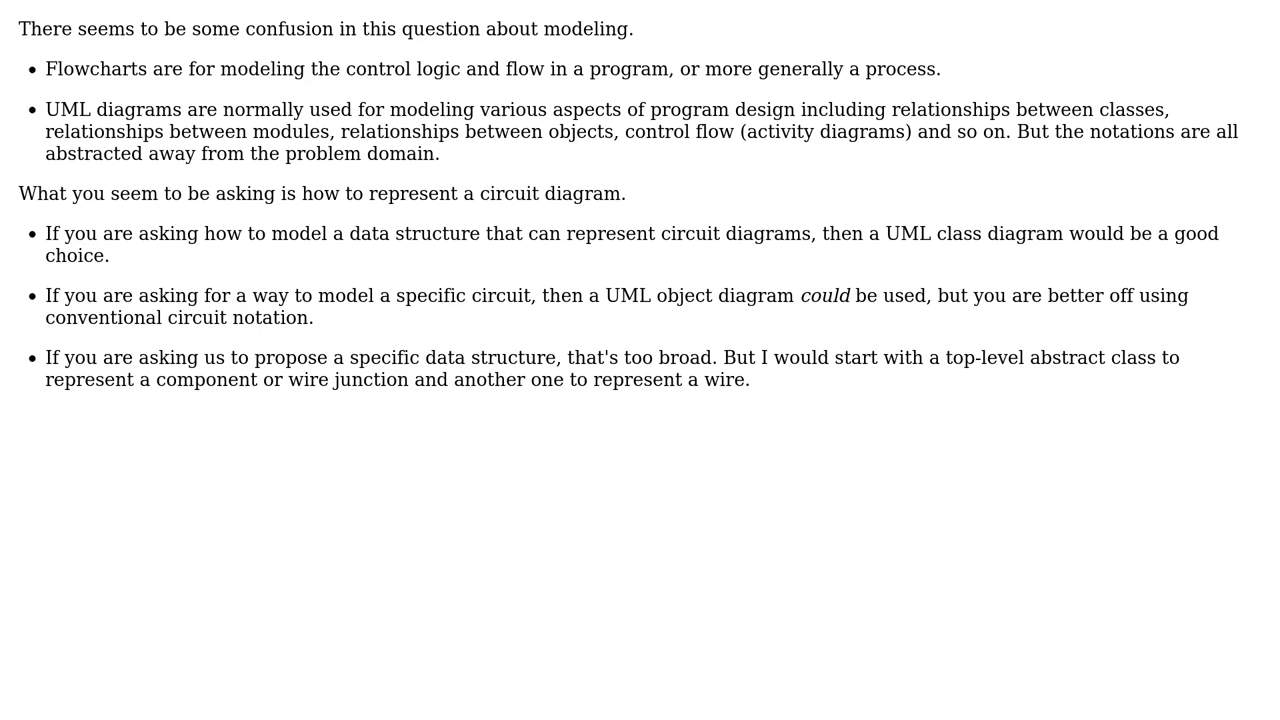 There seems to be some confusion in this question about modeling.
• Flowcharts are for modeling the control logic and flow in a program, or more generally a process.
• UML diagrams are normally used for modeling various aspects of program design including relationships between classes,
relationships between modules, relationships between objects, control flow (activity diagrams) and so on. But the notations are all
abstracted away from the problem domain.
What you seem to be asking is how to represent a circuit diagram.
• If you are asking how to model a data structure that can represent circuit diagrams, then a UML class diagram would be a good
choice.
• If you are asking for a way to model a specific circuit, then a UML object diagram could be used, but you are better off using
conventional circuit notation.
• If you are asking us to propose a specific data structure, that's too broad. But I would start with a top-level abstract class to
represent a component or wire junction and another one to represent a wire.